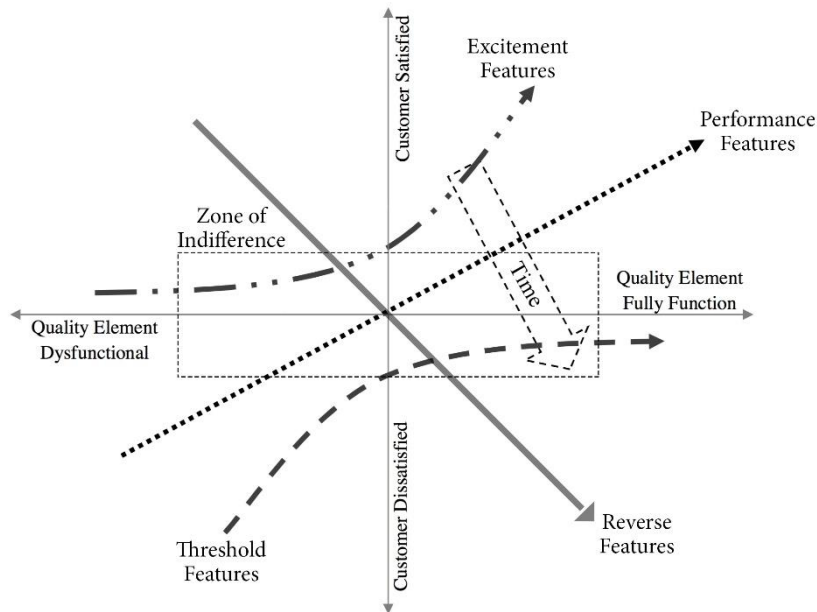 Customer Satisfied
Excitement
Features
Performance
Features
Zone of
Indifference
Time
Quality Element
Fully Function
Quality Element
Dysfunctional
Customer Dissatisfied
Threshold
Features
Reverse
Features